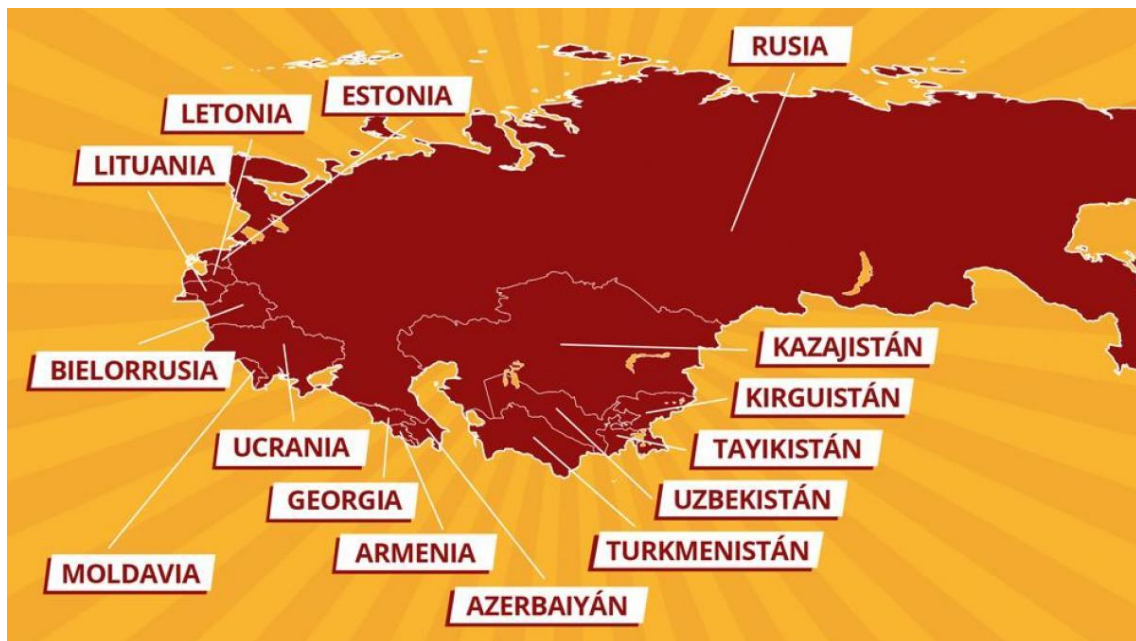 RUSIA
ESTONIA
LETONIA
LITUANIA
KAZAJISTÁN
BIELORRUSIA
KIRGUISTÁN
UCRANIA
TAYIKISTÁN
GEORGIA
UZBEKISTÁN
ARMENIA
TURKMENISTÁN
MOLDAVIA
AZERBAIYÁN